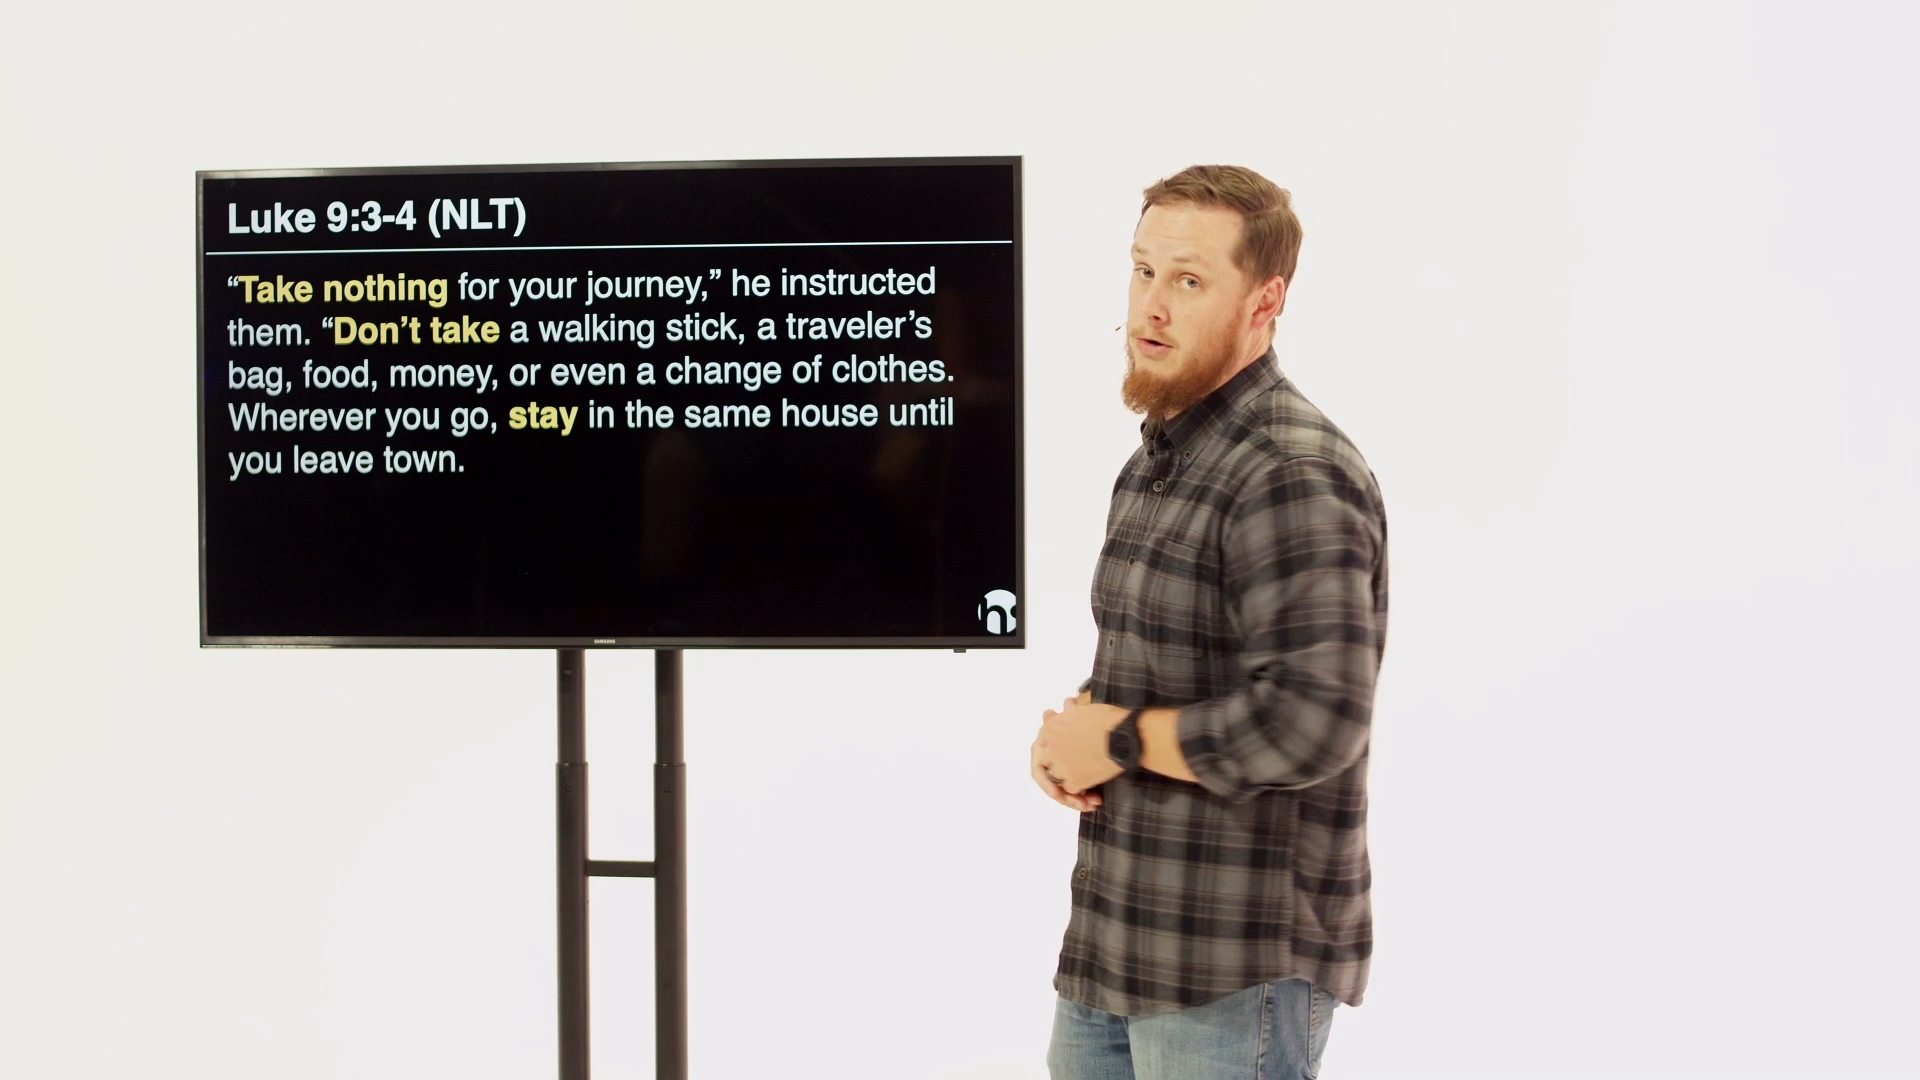 Luke 9:3-4 (NLT)
“Take nothing for your journey,” he instructed
them. “Don’t take a walking stick, a traveler’s
bag, food, money, or even a change of clothes.
Wherever you go, stay in the same house until
you leave town.
h
SAMSUNG